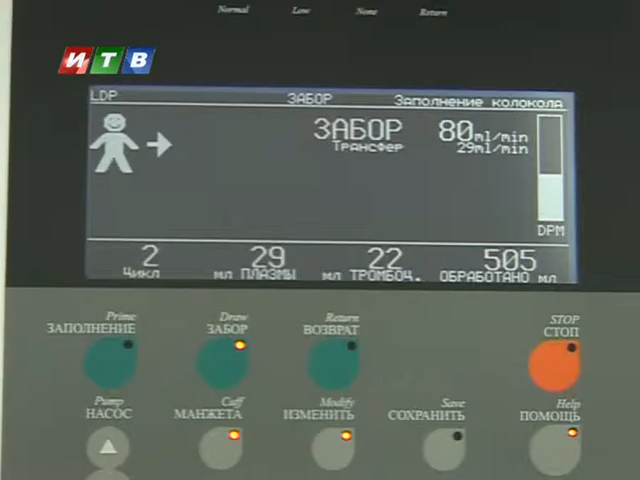 Normal Low None Return
ИТВ
LDP ЗАБОР Заполнение колокола
ЗАБОР 80ml/min
Трансфер 29ml/min
DPM
2 29 22 505
Цикл мл ПЛАЗМЫ мл ТРОМБОЧ. ОБРАБОТАНО мл
Prime Draw Return STOP
ЗАПОЛНЕНИЕ ЗАБОР ВОЗВРАТ СТОП
Pump Cuff Modify Save Help
НАСОС МАНЖЕТА ИЗМЕНИТЬ СОХРАНИТЬ ПОМОЩЬ